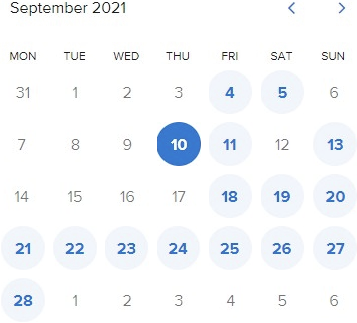 September 2021
MON TUE WED THU FRI SAT SUN
31 1 2 3 4 5 6
7 8 9 10 11 12 13
14 15 16 17 18 19 20
21 22 23 24 25 26 27
28 1 2 3 4 5 6